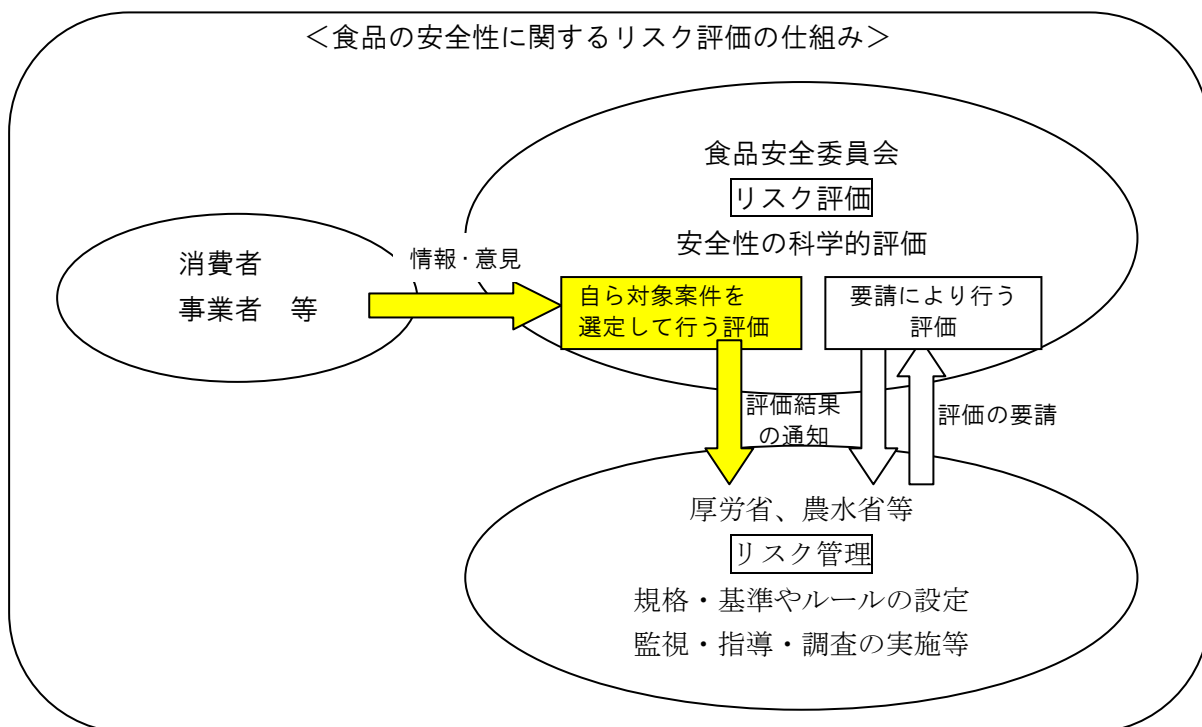 ＜食品の安全性に関するリスク評価の仕組み＞
食品安全委員会
リスク評価
安全性の科学的評価
消費者
事業者　等
情報・意見
自ら対象案件を
選定して行う評価
要請により行う
評価
評価結果
の通知
評価の要請
厚労省、農水省等
リスク管理
規格・基準やルールの設定
監視・指導・調査の実施等